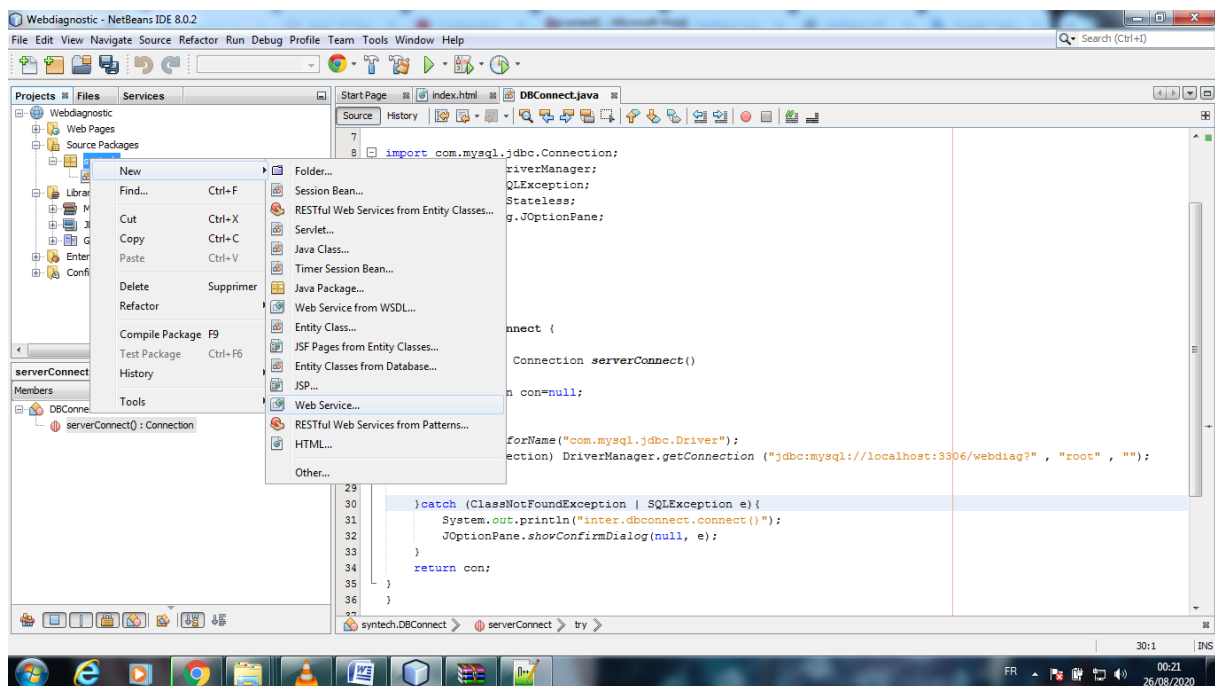 Webdiagnostic - NetBeans IDE 8.0.2
File Edit View Navigate Source Refactor Run Debug Profile Team Tools Window Help
Search (Ctrl+I)
Projects Files Services
Webdiagnostic
Web Pages
Source Packages
Librar
M
G
Enter
Confi
New
Find... Ctrl+F
Cut Ctrl+X
Copy Ctrl+C
Paste Ctrl+V
Delete Supprimer
Refactor
Compile Package F9
Test Package Ctrl+F6
History
Tools
Folder...
Session Bean...
RESTful Web Services from Entity Classes...
Servlet...
Java Class...
Timer Session Bean...
Java Package...
Web Service from WSDL...
Entity Class...
JSF Pages from Entity Classes...
Entity Classes from Database...
JSP...
Web Service...
RESTful Web Services from Patterns...
HTML...
Other...
serverConnect
Members
DBConne
serverConnect() : Connection
Start Page index.html DBConnect.java
Source History
7
8 import com.mysql.jdbc.Connection;
riverManager;
QLException;
Stateless;
g.JOptionPane;
nnect {
Connection serverConnect()
n con=null;
forName("com.mysql.jdbc.Driver");
ection) DriverManager.getConnection ("jdbc:mysql://localhost:3306/webdiag?" , "root" , "");
29
30 }catch (ClassNotFoundException | SQLException e){
31 System.out.println("inter.dbconnect.connect()");
32 JOptionPane.showConfirmDialog(null, e);
33 }
34 return con;
35 }
36 }
37
syntech.DBConnect serverConnect try
30:1 INS
FR
00:21
26/08/2020